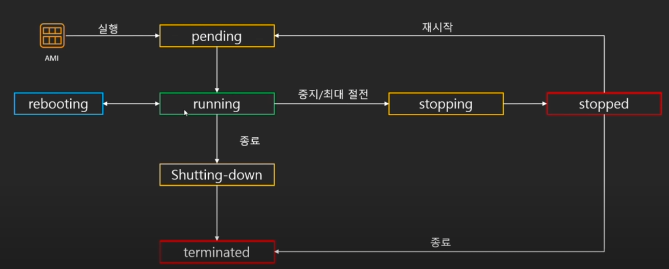 실행
pending
재시작
AMI
rebooting
running
중지/최대 절전
stopping
stopped
종료
Shutting-down
terminated
종료